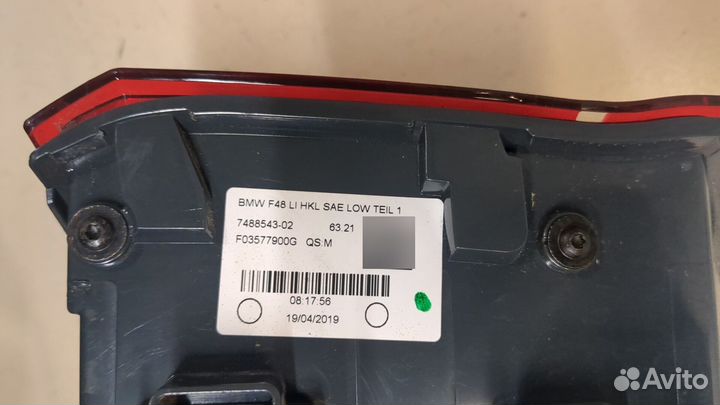 BMW F48 LI HKL SAE LOW TEIL 1
7488543-02 63.21
F03577900G QS:M
08:17:56
19/04/2019
Avito